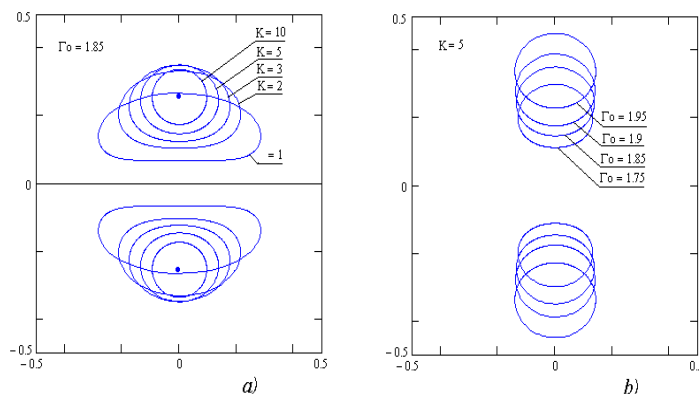 0.5
Γo = 1.85
K = 10
K = 5
K = 3
K = 2
= 1
0
– 0.5
– 0.5
0
0.5
a)
0.5
K = 5
Γo = 1.95
Γo = 1.9
Γo = 1.85
Γo = 1.75
0
– 0.5
– 0.5
0
0.5
b)